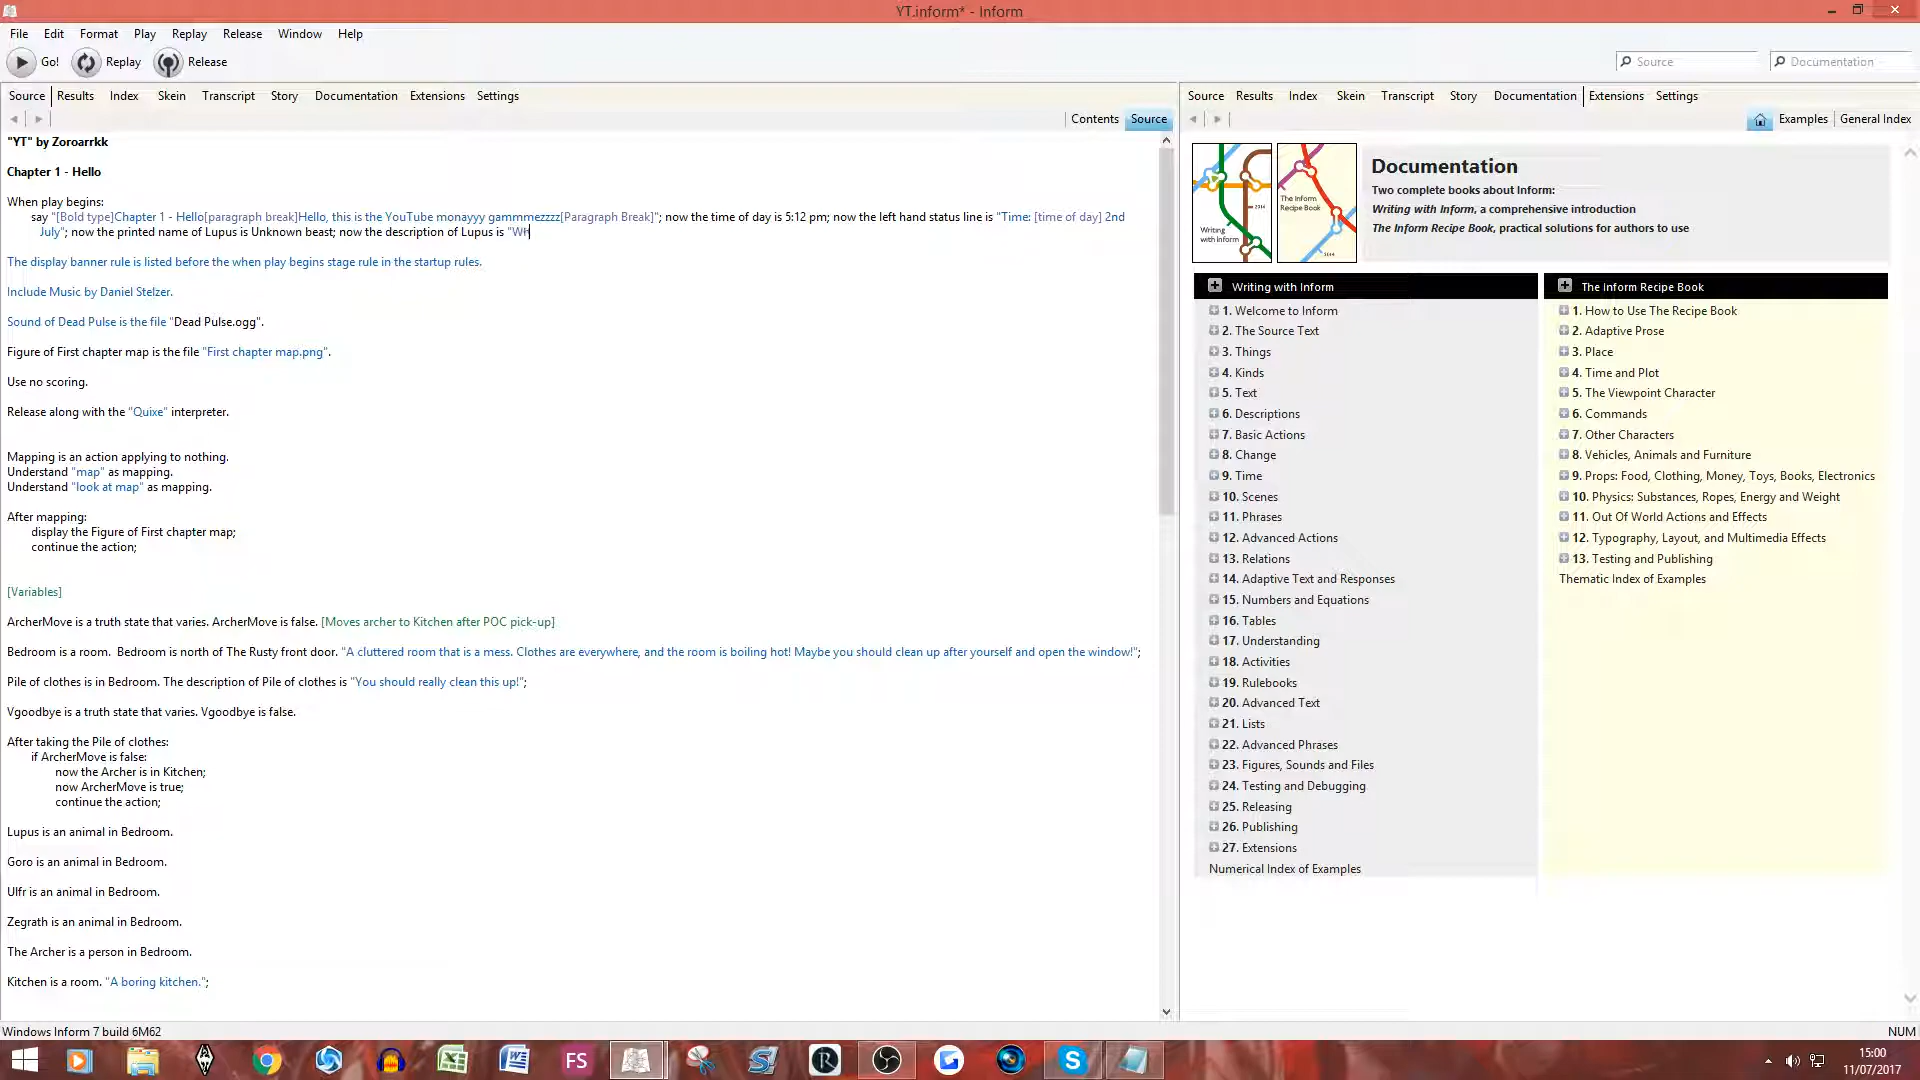 YT.inform* - Inform
File Edit Format Play Replay Release Window Help
Go! Replay Release
Source Documentation
Source Results Index Skein Transcript Story Documentation Extensions Settings
Contents Source
"YT" by Zoroarrkk
Chapter 1 - Hello
When play begins:
say "[Bold type]Chapter 1 - Hello[paragraph break]Hello, this is the YouTube monayyy gammmezzzz[Paragraph Break]"; now the time of day is 5:12 pm; now the left hand status line is "Time: [time of day] 2nd
July"; now the printed name of Lupus is Unknown beast; now the description of Lupus is "WH
The display banner rule is listed before the when play begins stage rule in the startup rules.
Include Music by Daniel Stelzer.
Sound of Dead Pulse is the file "Dead Pulse.ogg".
Figure of First chapter map is the file "First chapter map.png".
Use no scoring.
Release along with the "Quixe" interpreter.
Mapping is an action applying to nothing.
Understand "map" as mapping.
Understand "look at map" as mapping.
After mapping:
display the Figure of First chapter map;
continue the action;
[Variables]
ArcherMove is a truth state that varies. ArcherMove is false. [Moves archer to Kitchen after POC pick-up]
Bedroom is a room.  Bedroom is north of The Rusty front door. "A cluttered room that is a mess. Clothes are everywhere, and the room is boiling hot! Maybe you should clean up after yourself and open the window!";
Pile of clothes is in Bedroom. The description of Pile of clothes is "You should really clean this up!";
Vgoodbye is a truth state that varies. Vgoodbye is false.
After taking the Pile of clothes:
if ArcherMove is false:
now the Archer is in Kitchen;
now ArcherMove is true;
continue the action;
Lupus is an animal in Bedroom.
Goro is an animal in Bedroom.
Ulfr is an animal in Bedroom.
Zegrath is an animal in Bedroom.
The Archer is a person in Bedroom.
Kitchen is a room. "A boring kitchen.";
Source Results Index Skein Transcript Story Documentation Extensions Settings
Examples General Index
Writing with Inform
The Inform Recipe Book
Documentation
Two complete books about Inform:
Writing with Inform, a comprehensive introduction
The Inform Recipe Book, practical solutions for authors to use
Writing with Inform
1. Welcome to Inform
2. The Source Text
3. Things
4. Kinds
5. Text
6. Descriptions
7. Basic Actions
8. Change
9. Time
10. Scenes
11. Phrases
12. Advanced Actions
13. Relations
14. Adaptive Text and Responses
15. Numbers and Equations
16. Tables
17. Understanding
18. Activities
19. Rulebooks
20. Advanced Text
21. Lists
22. Advanced Phrases
23. Figures, Sounds and Files
24. Testing and Debugging
25. Releasing
26. Publishing
27. Extensions
Numerical Index of Examples
The Inform Recipe Book
1. How to Use The Recipe Book
2. Adaptive Prose
3. Place
4. Time and Plot
5. The Viewpoint Character
6. Commands
7. Other Characters
8. Vehicles, Animals and Furniture
9. Props: Food, Clothing, Money, Toys, Books, Electronics
10. Physics: Substances, Ropes, Energy and Weight
11. Out Of World Actions and Effects
12. Typography, Layout, and Multimedia Effects
13. Testing and Publishing
Thematic Index of Examples
Windows Inform 7 build 6M62
NUM
FS
15:00
11/07/2017